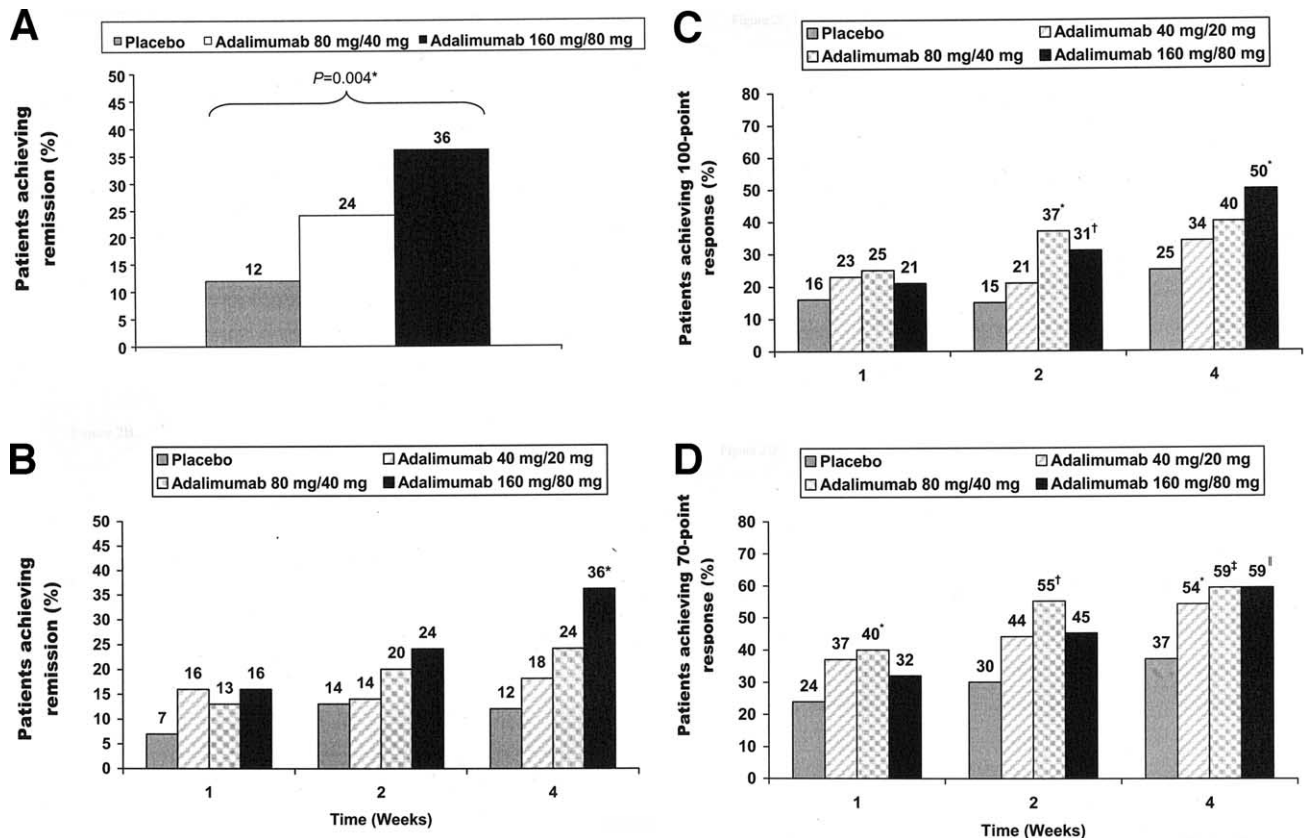 A
Placebo Adalimumab 80 mg/40 mg Adalimumab 160 mg/80 mg
P=0.004*
Patients achieving
remission (%)
50
45
40
35
30
25
20
15
10
5
0
12
24
36
B
Placebo Adalimumab 40 mg/20 mg
Adalimumab 80 mg/40 mg Adalimumab 160 mg/80 mg
Patients achieving
remission (%)
50
45
40
35
30
25
20
15
10
5
0
7 16 13 16
14 14 20 24
12 18 24 36*
1 2 4
Time (Weeks)
C
Placebo Adalimumab 40 mg/20 mg
Adalimumab 80 mg/40 mg Adalimumab 160 mg/80 mg
Patients achieving 100-point
response (%)
80
70
60
50
40
30
20
10
0
16 23 25 21
15 21 37* 31†
25 34 40 50*
1 2 4
D
Placebo Adalimumab 40 mg/20 mg
Adalimumab 80 mg/40 mg Adalimumab 160 mg/80 mg
Patients achieving 70-point
response (%)
80
70
60
50
40
30
20
10
0
24 37 40* 32
30 44 55† 45
37 54* 59‡ 59‖
1 2 4
Time (Weeks)